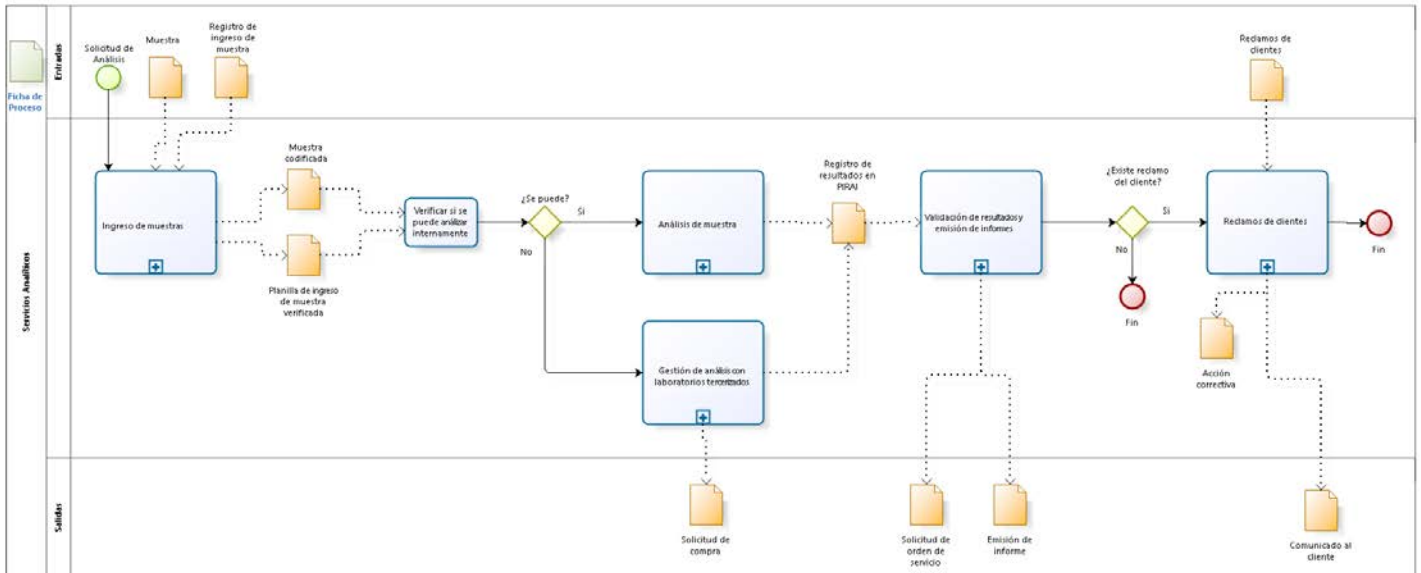 Ficha de
Proceso
Servicios Analíticos
Entradas
Salidas
Solicitud de
Análisis
Muestra
Registro de
ingreso de
muestra
Reclamos de
clientes
Ingreso de muestras
Muestra
codificada
Planilla de ingreso
de muestra
verificada
Verificar si se
puede análizar
internamente
¿Se puede?
Si
No
Análisis de muestra
Gestión de análisis con
laboratorios tercerizados
Registro de
resultados en
PIRAI
Validación de resultados y
emisión de informes
¿Existe reclamo
del cliente?
Si
No
Fin
Reclamos de clientes
Fin
Acción
correctiva
Solicitud de
compra
Solicitud de
orden de
servicio
Emisión de
informe
Comunicado al
cliente